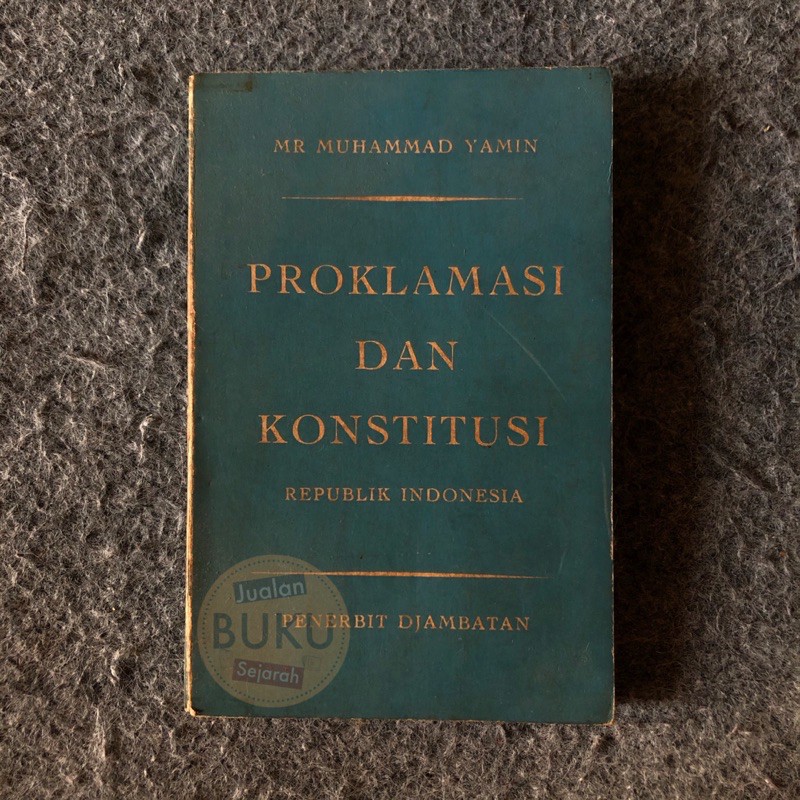 MR MUHAMMAD YAMIN
PROKLAMASI
DAN
KONSTITUSI
REPUBLIK INDONESIA
PENERBIT DJAMBATAN
Jualan
BUKU
Sejarah